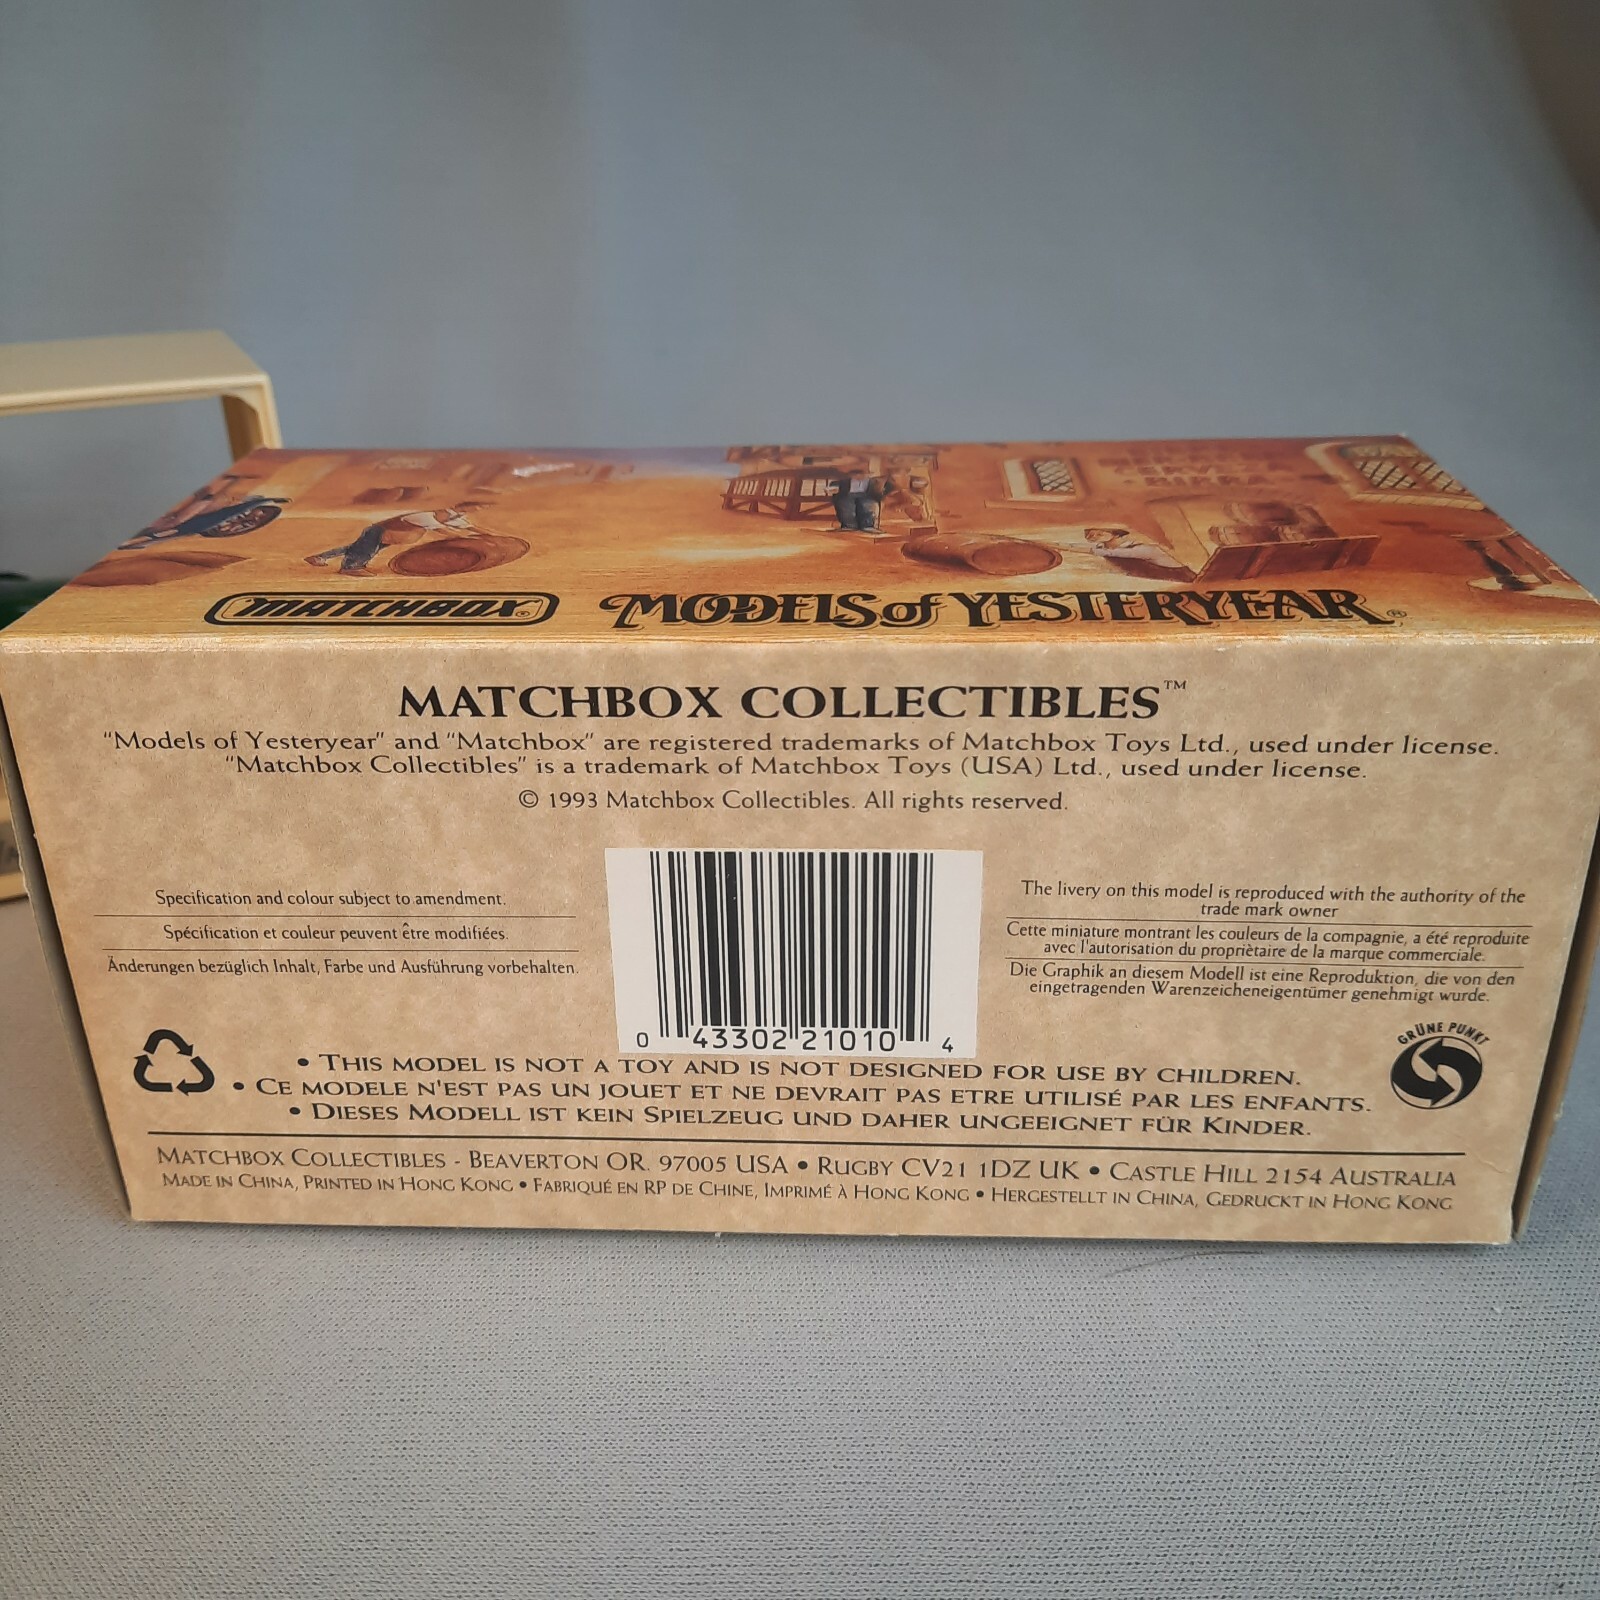 CERVEZA
• BIRRA •
MATCHBOX® MODELS of YESTERYEAR®
MATCHBOX COLLECTIBLES™
"Models of Yesteryear" and "Matchbox" are registered trademarks of Matchbox Toys Ltd., used under license.
"Matchbox Collectibles" is a trademark of Matchbox Toys (USA) Ltd., used under license.
© 1993 Matchbox Collectibles. All rights reserved.
Specification and colour subject to amendment.
Spécification et couleur peuvent être modifiées.
Änderungen bezüglich Inhalt, Farbe und Ausführung vorbehalten.
0 43302 21010 4
The livery on this model is reproduced with the authority of the
trade mark owner
Cette miniature montrant les couleurs de la compagnie, a été reproduite
avec l'autorisation du propriètaire de la marque commerciale.
Die Graphik an diesem Modell ist eine Reproduktion, die von den
eingetragenden Warenzeicheneigentümer genehmigt wurde.
GRÜNE PUNKT
• THIS MODEL IS NOT A TOY AND IS NOT DESIGNED FOR USE BY CHILDREN.
• CE MODELE N'EST PAS UN JOUET ET NE DEVRAIT PAS ETRE UTILISÉ PAR LES ENFANTS.
• DIESES MODELL IST KEIN SPIELZEUG UND DAHER UNGEEIGNET FÜR KINDER.
MATCHBOX COLLECTIBLES - BEAVERTON OR. 97005 USA • RUGBY CV21 1DZ UK • CASTLE HILL 2154 AUSTRALIA
MADE IN CHINA, PRINTED IN HONG KONG • FABRIQUÉ EN RP DE CHINE, IMPRIMÉ À HONG KONG • HERGESTELLT IN CHINA, GEDRUCKT IN HONG KONG